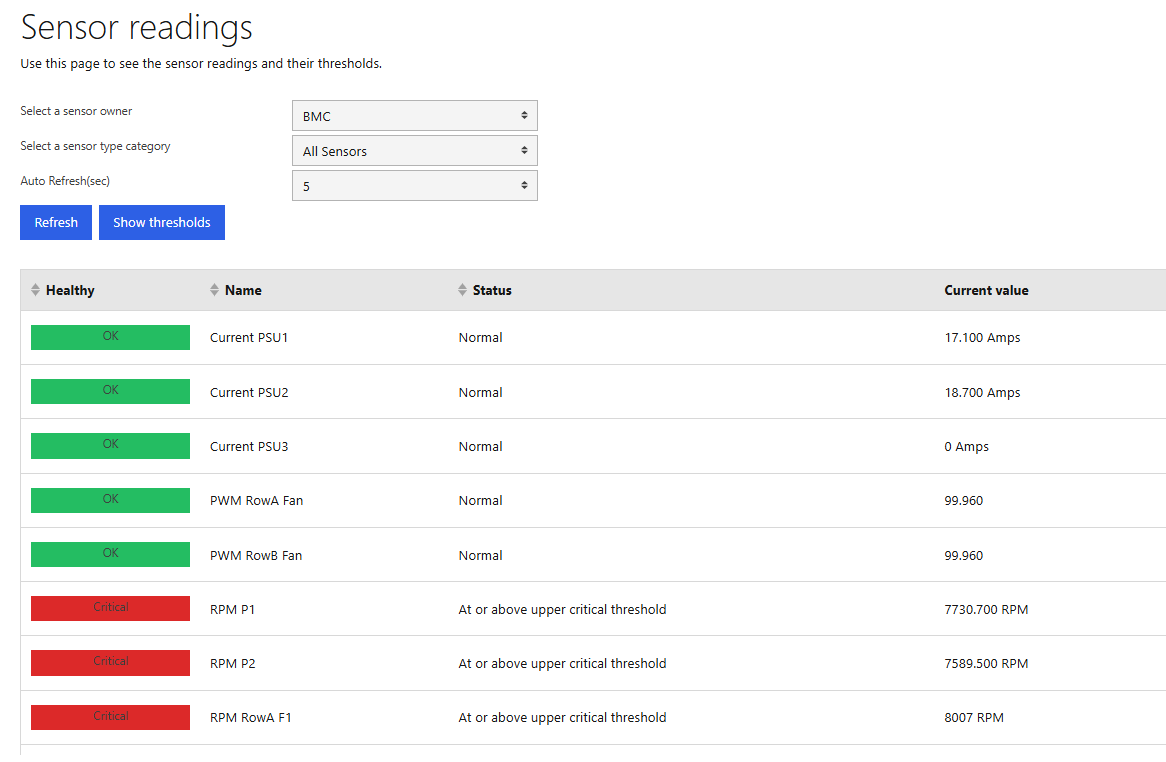 Sensor readings
Use this page to see the sensor readings and their thresholds.
Select a sensor owner BMC
Select a sensor type category All Sensors
Auto Refresh(sec) 5
Refresh Show thresholds
Healthy Name Status Current value
OK Current PSU1 Normal 17.100 Amps
OK Current PSU2 Normal 18.700 Amps
OK Current PSU3 Normal 0 Amps
OK PWM RowA Fan Normal 99.960
OK PWM RowB Fan Normal 99.960
Critical RPM P1 At or above upper critical threshold 7730.700 RPM
Critical RPM P2 At or above upper critical threshold 7589.500 RPM
Critical RPM RowA F1 At or above upper critical threshold 8007 RPM